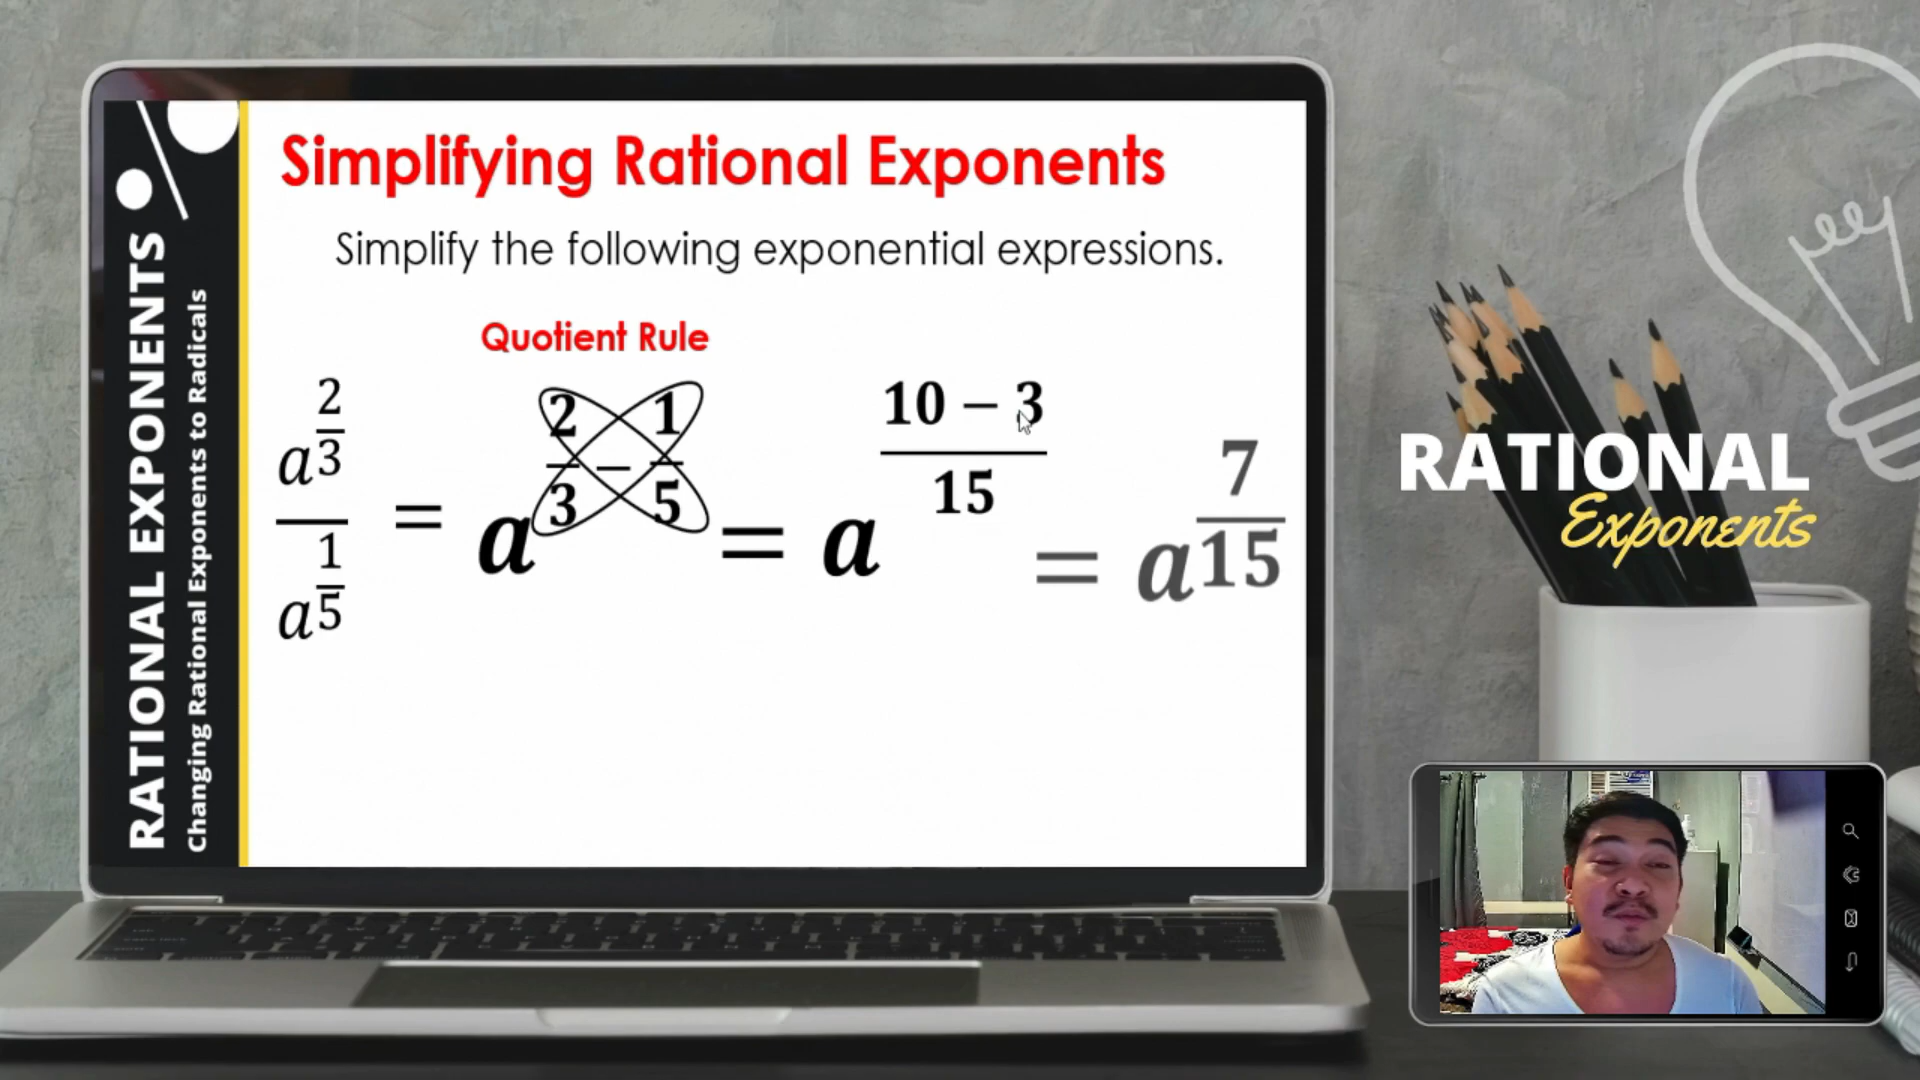 Simplifying Rational Exponents
Simplify the following exponential expressions.
Quotient Rule
a^(2/3) / a^(1/5) = a^(2/3 − 1/5) = a^((10 − 3)/15) = a^(7/15)
RATIONAL EXPONENTS
Changing Rational Exponents to Radicals
RATIONAL
Exponents